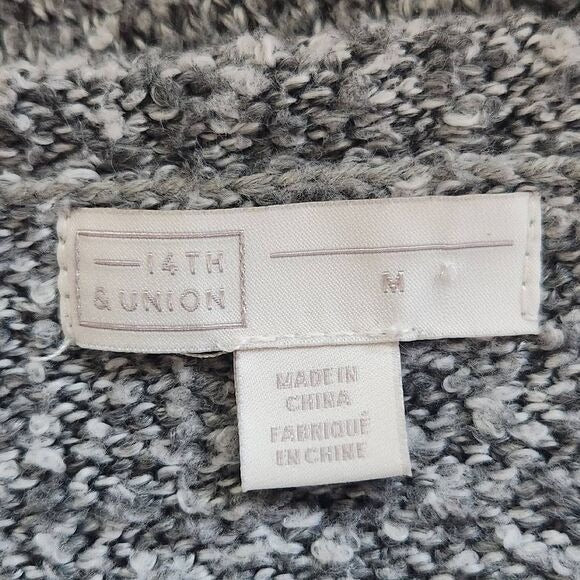 14TH
& UNION
M
MADE IN
CHINA
FABRIQUÉ
EN CHINE